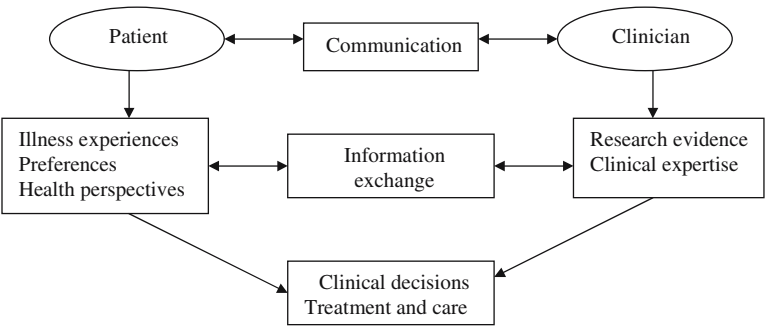 Patient
Communication
Clinician
Illness experiences
Preferences
Health perspectives
Information
exchange
Research evidence
Clinical expertise
Clinical decisions
Treatment and care